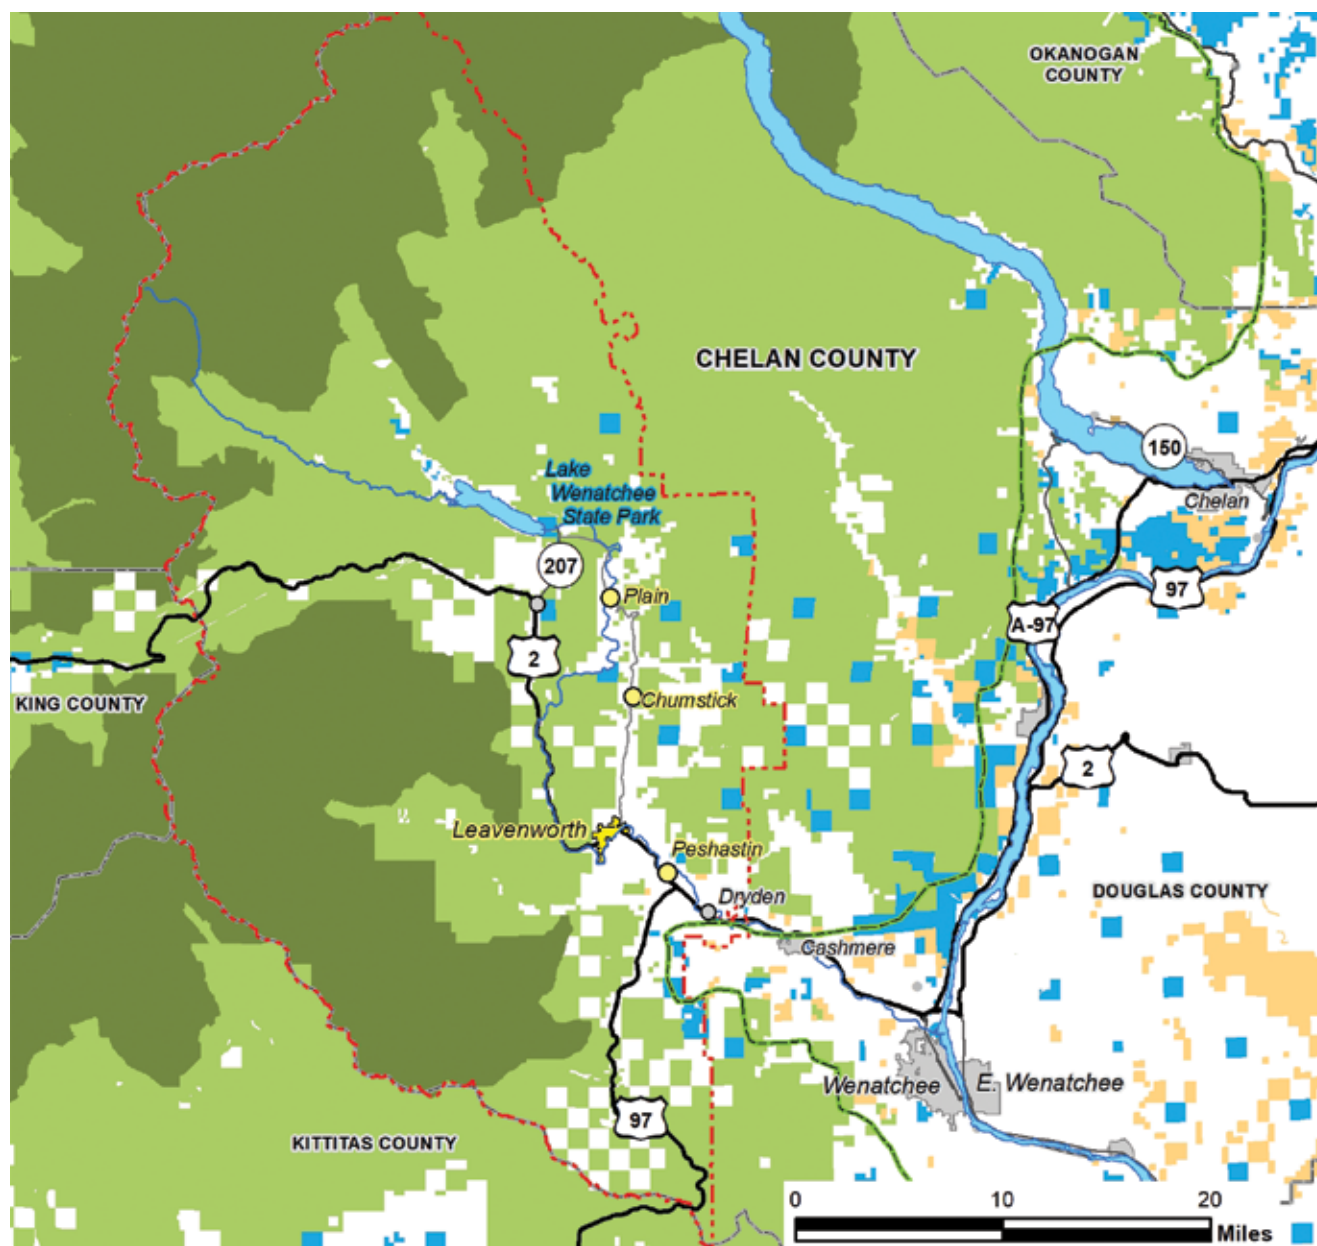 OKANOGAN
COUNTY
CHELAN COUNTY
150
Lake
Wenatchee
State Park
Chelan
207
97
Plain
A-97
2
KING COUNTY
Chumstick
2
Leavenworth
Peshastin
DOUGLAS COUNTY
Dryden
Cashmere
Wenatchee
E. Wenatchee
97
KITTITAS COUNTY
0
10
20
Miles